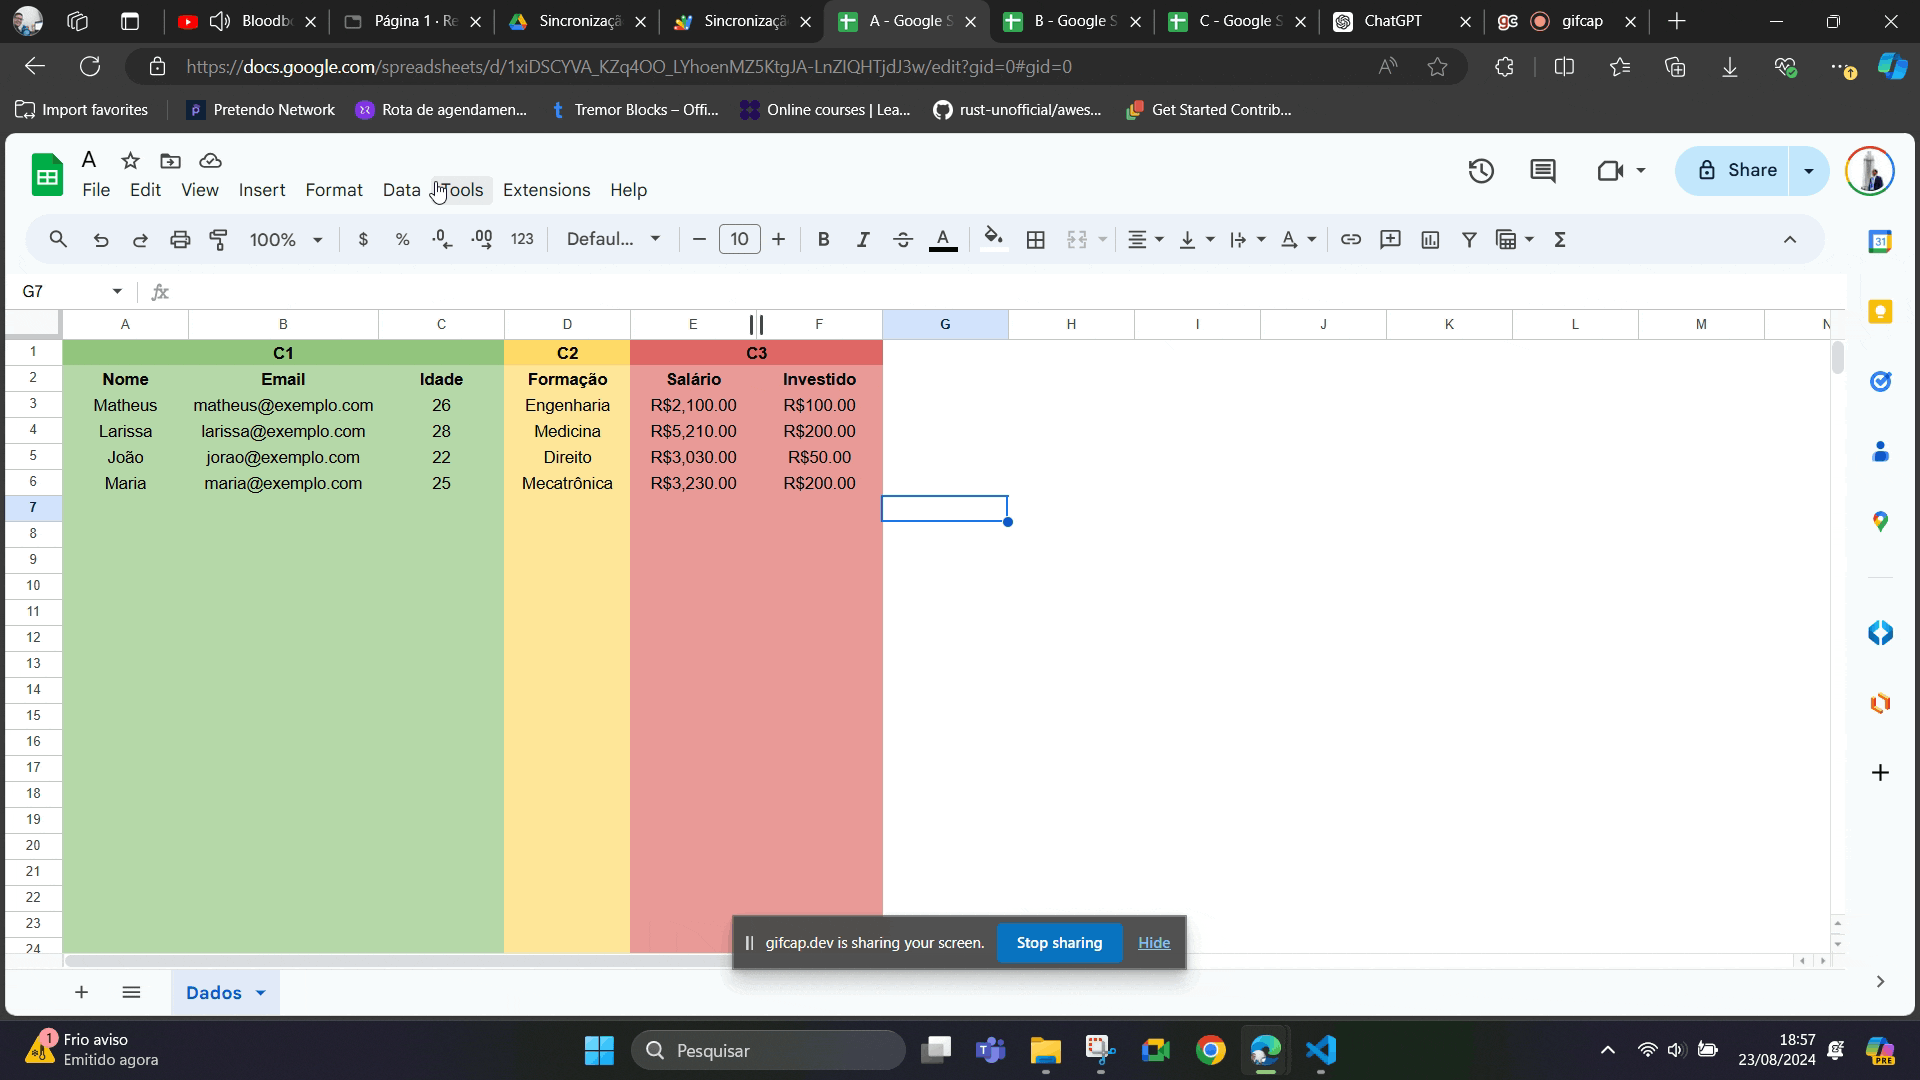 Bloodb
Página 1 · Re
Sincronizaçã
Sincronizaçã
A - Google S
B - Google S
C - Google S
ChatGPT
gifcap
https://docs.google.com/spreadsheets/d/1xiDSCYVA_KZq4OO_LYhoenMZ5KtgJA-LnZIQHTjdJ3w/edit?gid=0#gid=0
Import favorites
Pretendo Network
Rota de agendamen...
Tremor Blocks – Offi...
Online courses | Lea...
rust-unofficial/awes...
Get Started Contrib...
A
File Edit View Insert Format Data Tools Extensions Help
Share
100% $ % .0 .00 123 Defaul... 10 B I A Σ
31
G7 fx
A B C D E F G H I J K L M N
1 C1 C2 C3
2 Nome Email Idade Formação Salário Investido
3 Matheus matheus@exemplo.com 26 Engenharia R$2,100.00 R$100.00
4 Larissa larissa@exemplo.com 28 Medicina R$5,210.00 R$200.00
5 João jorao@exemplo.com 22 Direito R$3,030.00 R$50.00
6 Maria maria@exemplo.com 25 Mecatrônica R$3,230.00 R$200.00
7
8
9
10
11
12
13
14
15
16
17
18
19
20
21
22
23
24
gifcap.dev is sharing your screen. Stop sharing Hide
Dados
1
Frio aviso
Emitido agora
Pesquisar
18:57
23/08/2024
PRE